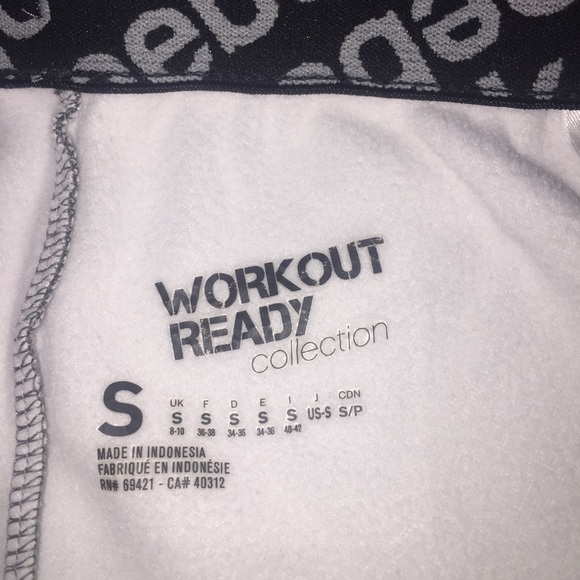 WORKOUT
READY
collection
S
UK F D E I J CDN
S S S S S US-S S/P
8-10 36-38 34-36 34-36 40-42
MADE IN INDONESIA
FABRIQUÉ EN INDONÉSIE
RN# 69421 - CA# 40312